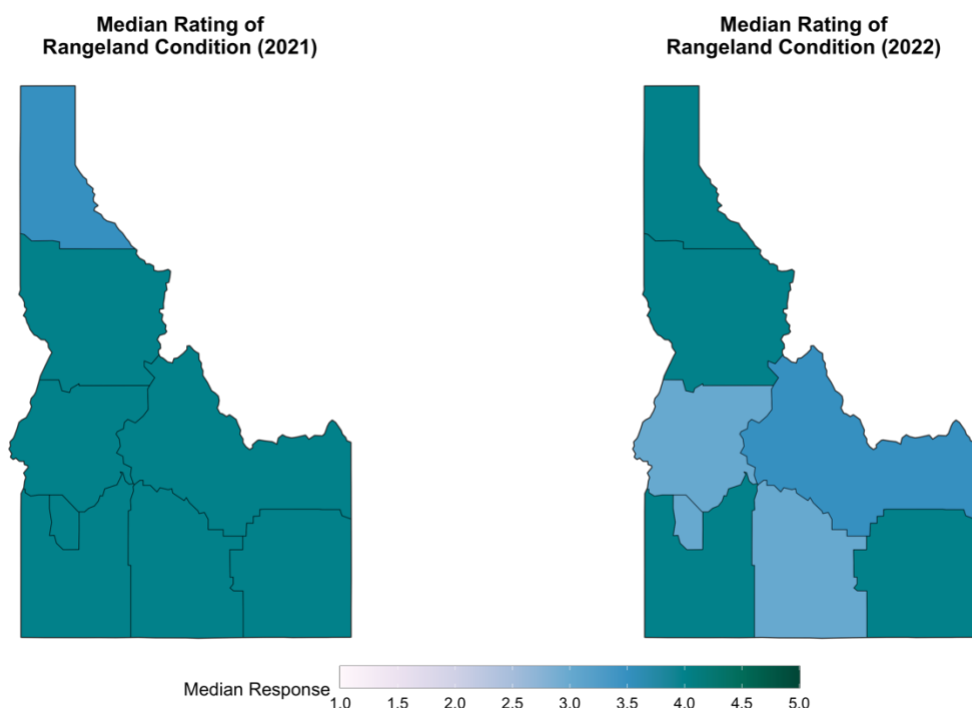 Median Rating of
Rangeland Condition (2021)
Median Rating of
Rangeland Condition (2022)
Median Response
1.0 1.5 2.0 2.5 3.0 3.5 4.0 4.5 5.0